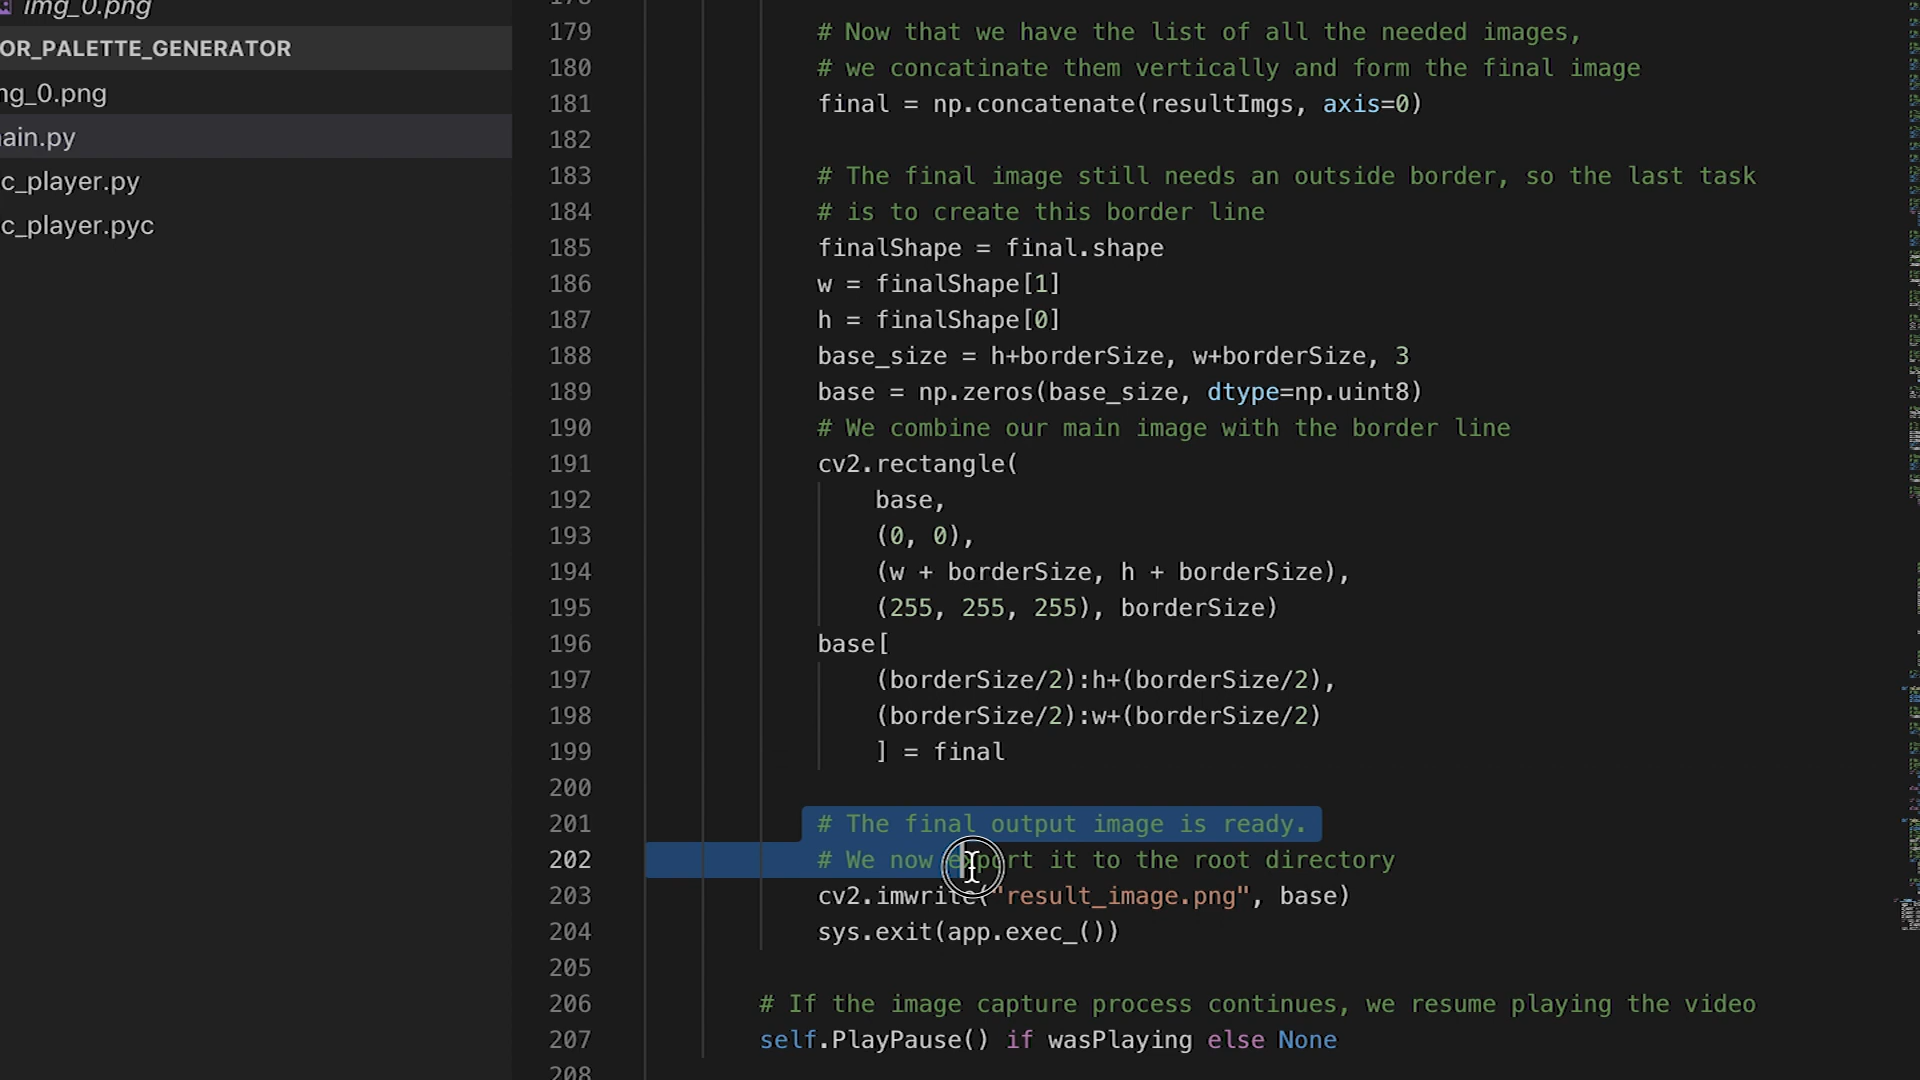 img_0.png
OR_PALETTE_GENERATOR
ng_0.png
ain.py
c_player.py
c_player.pyc
178
179 # Now that we have the list of all the needed images,
180 # we concatinate them vertically and form the final image
181 final = np.concatenate(resultImgs, axis=0)
182
183 # The final image still needs an outside border, so the last task
184 # is to create this border line
185 finalShape = final.shape
186 w = finalShape[1]
187 h = finalShape[0]
188 base_size = h+borderSize, w+borderSize, 3
189 base = np.zeros(base_size, dtype=np.uint8)
190 # We combine our main image with the border line
191 cv2.rectangle(
192 base,
193 (0, 0),
194 (w + borderSize, h + borderSize),
195 (255, 255, 255), borderSize)
196 base[
197 (borderSize/2):h+(borderSize/2),
198 (borderSize/2):w+(borderSize/2)
199 ] = final
200
201 # The final output image is ready.
202 # We now export it to the root directory
203 cv2.imwrite("result_image.png", base)
204 sys.exit(app.exec_())
205
206 # If the image capture process continues, we resume playing the video
207 self.PlayPause() if wasPlaying else None
208